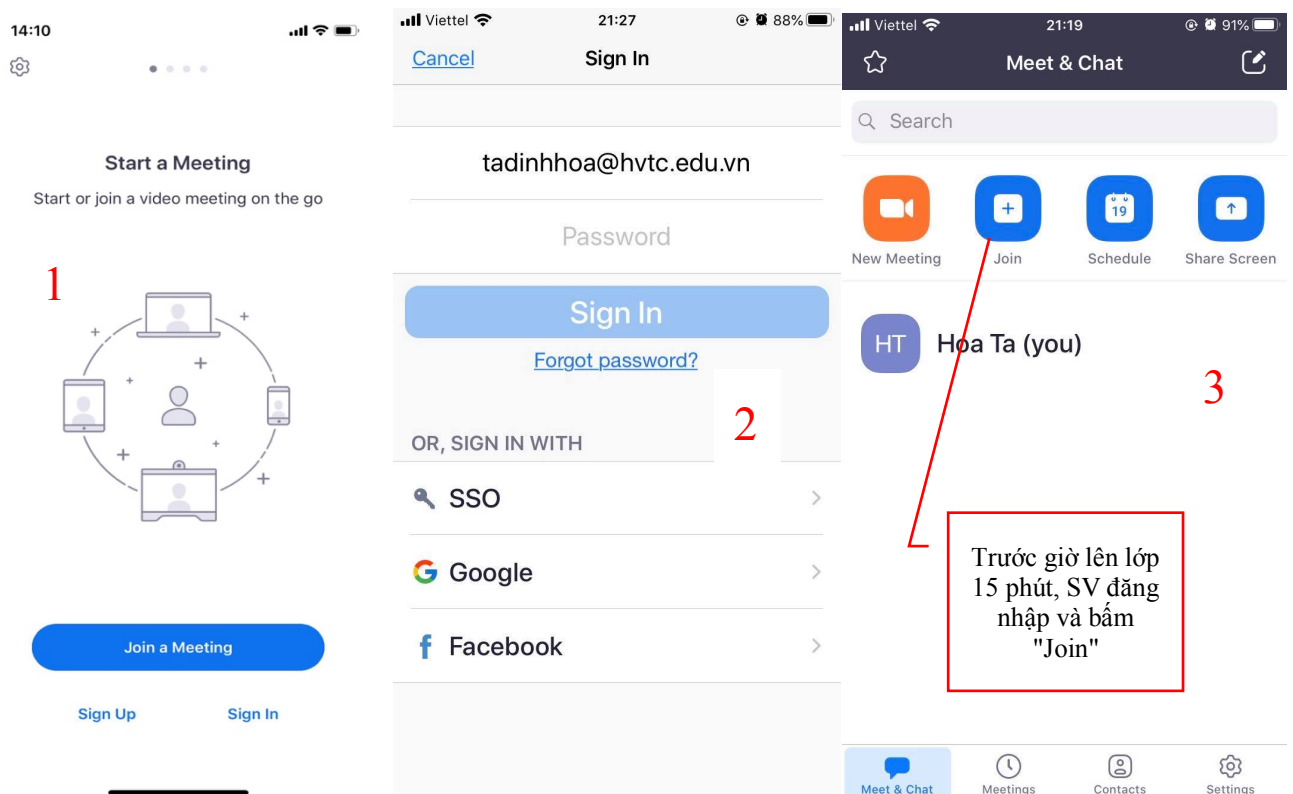 14:10
Start a Meeting
Start or join a video meeting on the go
1
Join a Meeting
Sign Up
Sign In
Viettel
21:27
88%
Cancel
Sign In
tadinhhoa@hvtc.edu.vn
Password
Sign In
Forgot password?
2
OR, SIGN IN WITH
SSO
Google
Facebook
Viettel
21:19
91%
Meet & Chat
Search
19
New Meeting
Join
Schedule
Share Screen
HT
Hoa Ta (you)
3
Trước giờ lên lớp
15 phút, SV đăng
nhập và bấm
"Join"
Meet & Chat
Meetings
Contacts
Settings